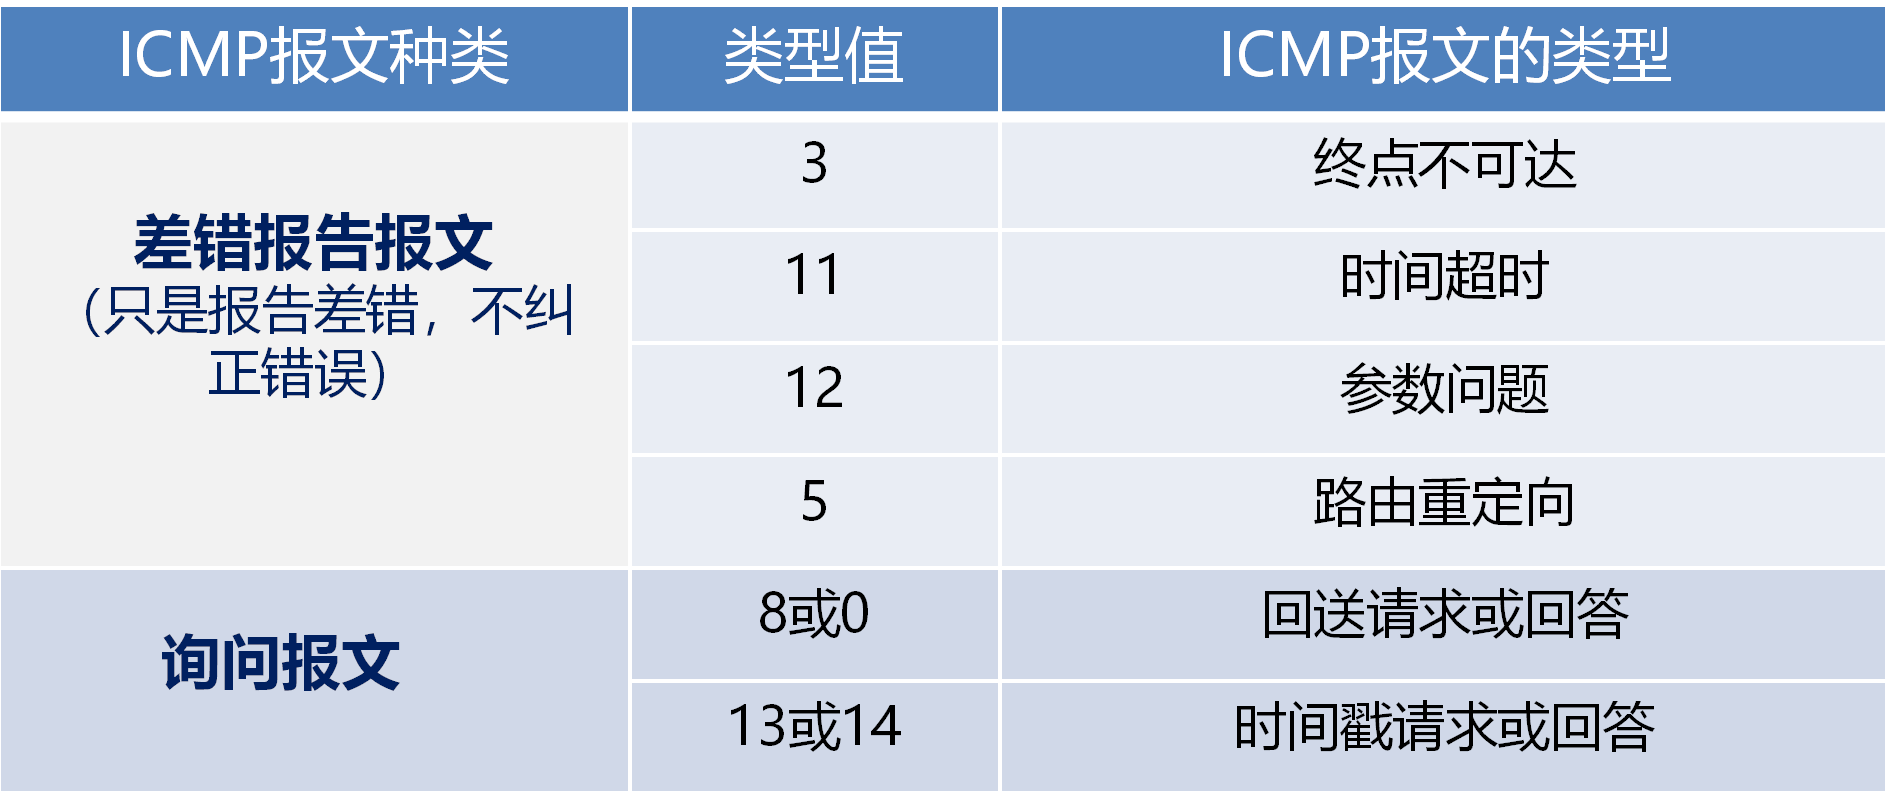 ICMP报文种类 类型值 ICMP报文的类型
差错报告报文
（只是报告差错，不纠
正错误）
3 终点不可达
11 时间超时
12 参数问题
5 路由重定向
询问报文
8或0 回送请求或回答
13或14 时间戳请求或回答